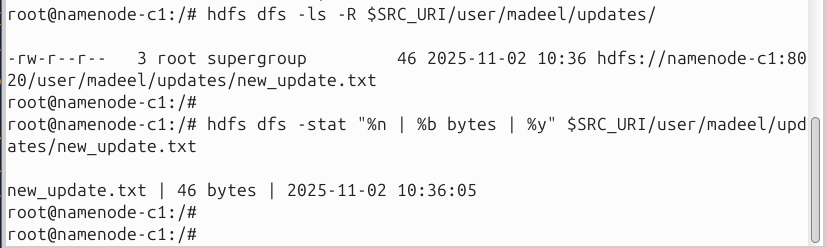 root@namenode-c1:/# hdfs dfs -ls -R $SRC_URI/user/madeel/updates/
-rw-r--r--   3 root supergroup         46 2025-11-02 10:36 hdfs://namenode-c1:80
20/user/madeel/updates/new_update.txt
root@namenode-c1:/#
root@namenode-c1:/# hdfs dfs -stat "%n | %b bytes | %y" $SRC_URI/user/madeel/upd
ates/new_update.txt
new_update.txt | 46 bytes | 2025-11-02 10:36:05
root@namenode-c1:/#
root@namenode-c1:/#